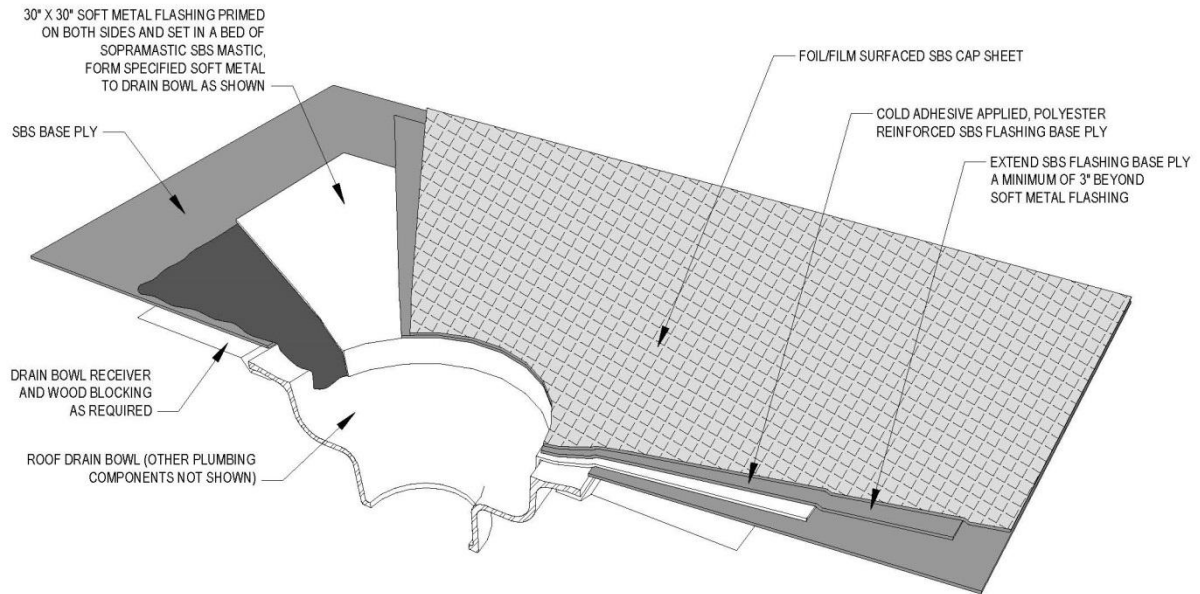 30" X 30" SOFT METAL FLASHING PRIMED
ON BOTH SIDES AND SET IN A BED OF
SOPRAMASTIC SBS MASTIC,
FORM SPECIFIED SOFT METAL
TO DRAIN BOWL AS SHOWN
SBS BASE PLY
FOIL/FILM SURFACED SBS CAP SHEET
COLD ADHESIVE APPLIED, POLYESTER
REINFORCED SBS FLASHING BASE PLY
EXTEND SBS FLASHING BASE PLY
A MINIMUM OF 3" BEYOND
SOFT METAL FLASHING
DRAIN BOWL RECEIVER
AND WOOD BLOCKING
AS REQUIRED
ROOF DRAIN BOWL (OTHER PLUMBING
COMPONENTS NOT SHOWN)